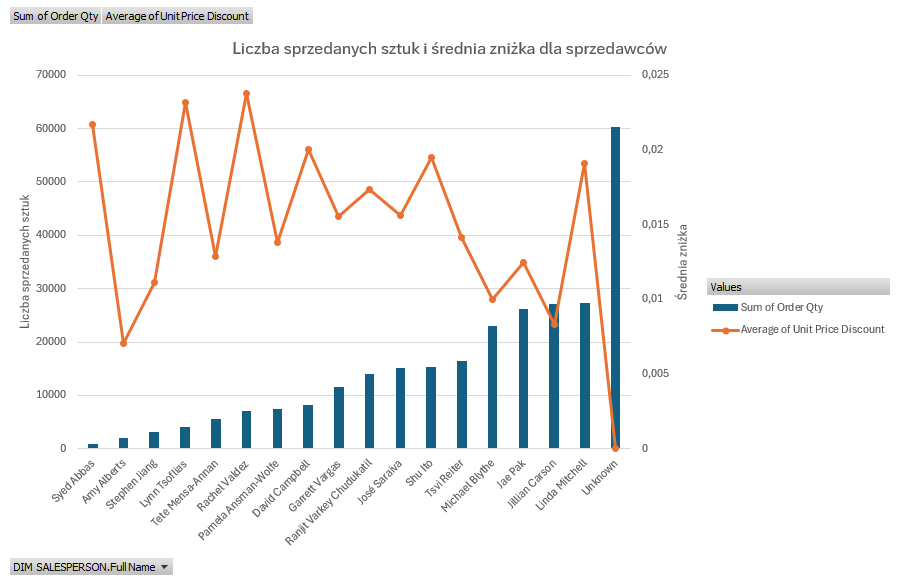 Sum of Order Qty Average of Unit Price Discount
Liczba sprzedanych sztuk i średnia zniżka dla sprzedawców
70000
60000
50000
40000
30000
20000
10000
0
Liczba sprzedanych sztuk
0,025
0,02
0,015
0,01
0,005
0
Średnia zniżka
Syed Abbas
Amy Alberts
Stephen Jiang
Lynn Tsoflias
Tete Mensa-Annan
Rachel Valdez
Pamela Ansman-Wolfe
David Campbell
Garrett Vargas
Ranjit Varkey Chudukatil
José Saraiva
Shu Ito
Tsvi Reiter
Michael Blythe
Jae Pak
Jillian Carson
Linda Mitchell
Unknown
Values
Sum of Order Qty
Average of Unit Price Discount
DIM SALESPERSON.Full Name